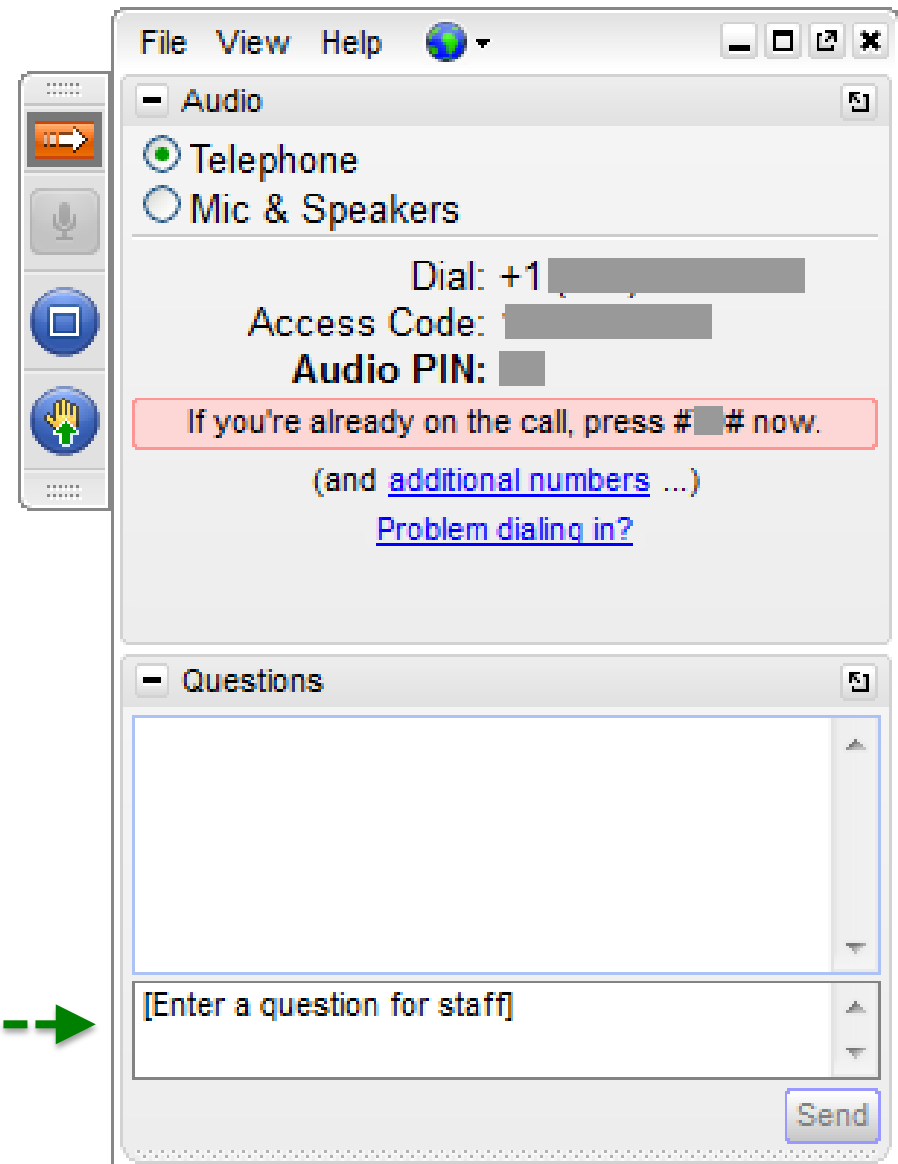 File View Help
Audio
Telephone
Mic & Speakers
Dial: +1
Access Code:
Audio PIN:
If you're already on the call, press # # now.
(and additional numbers ...)
Problem dialing in?
Questions
[Enter a question for staff]
Send